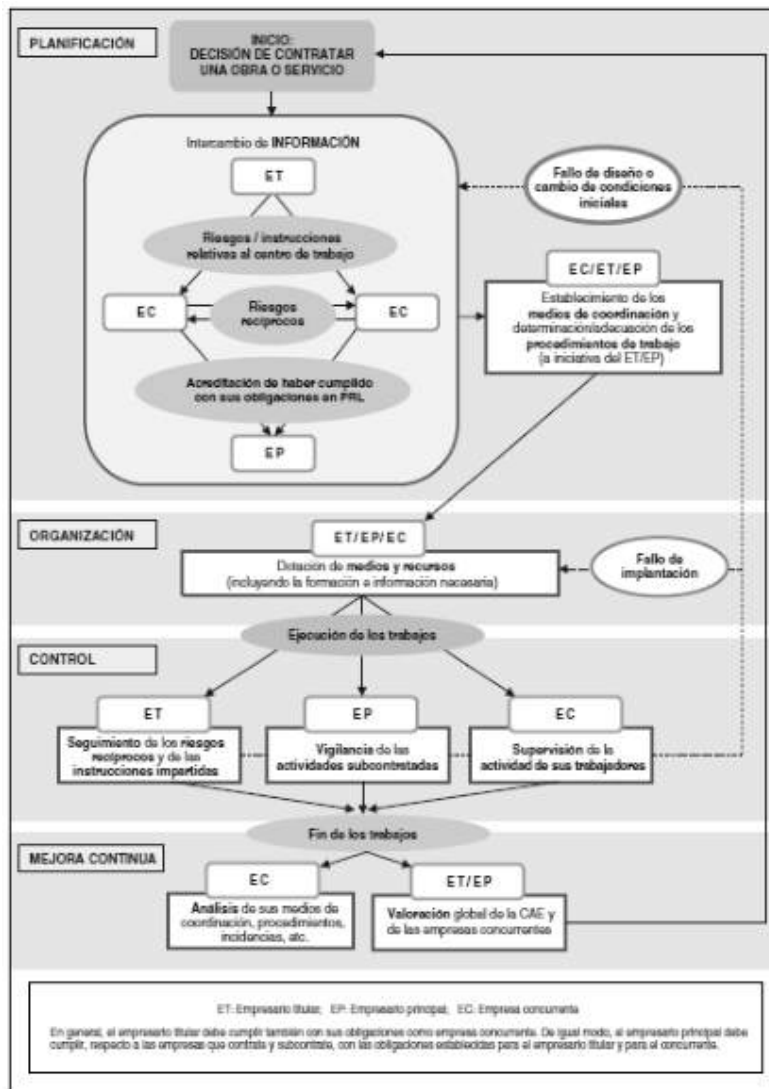 PLANIFICACIÓN
INICIO:
DECISIÓN DE CONTRATAR
UNA OBRA O SERVICIO
Intercambio de INFORMACIÓN
ET
Riesgos / instrucciones
relativas al centro de trabajo
EC
Riesgos
recíprocos
EC
Acreditación de haber cumplido
con sus obligaciones en PRL
EP
Fallo de diseño o
cambio de condiciones
iniciales
EC/ET/EP
Establecimiento de los
medios de coordinación y
determinación/adecuación de los
procedimientos de trabajo
(a iniciativa del ET/EP)
ORGANIZACIÓN
ET/EP/EC
Dotación de medios y recursos
(incluyendo la formación e información necesaria)
Fallo de
implantación
Ejecución de los trabajos
CONTROL
ET
Seguimiento de los riesgos
recíprocos y de las
instrucciones impartidas
EP
Vigilancia de las
actividades subcontratadas
EC
Supervisión de la
actividad de sus trabajadores
Fin de los trabajos
MEJORA CONTINUA
EC
Análisis de sus medios de
coordinación, procedimientos,
incidencias, etc.
ET/EP
Valoración global de la CAE y
de las empresas concurrentes
ET: Empresario titular; EP: Empresario principal; EC: Empresa concurrente
En general, el empresario titular debe cumplir también con sus obligaciones como empresa concurrente. De igual modo, el empresario principal debe
cumplir, respecto a las empresas que contrate y subcontrate, con las obligaciones establecidas para el empresario titular y para el concurrente.